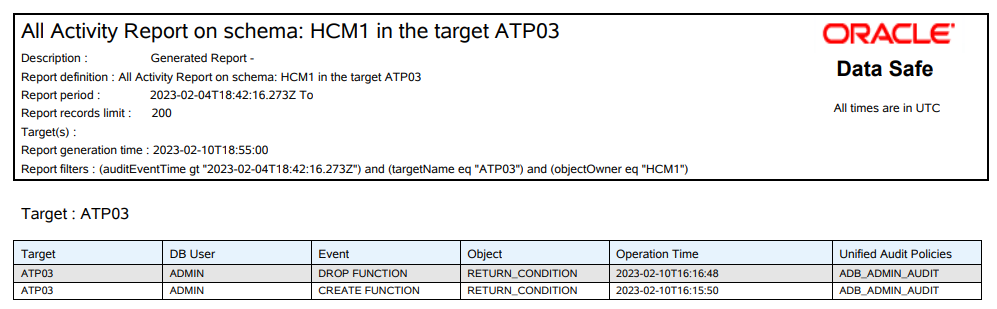 All Activity Report on schema: HCM1 in the target ATP03
ORACLE
Data Safe
All times are in UTC
Description : Generated Report -
Report definition : All Activity Report on schema: HCM1 in the target ATP03
Report period : 2023-02-04T18:42:16.273Z To
Report records limit : 200
Target(s) :
Report generation time : 2023-02-10T18:55:00
Report filters : (auditEventTime gt "2023-02-04T18:42:16.273Z") and (targetName eq "ATP03") and (objectOwner eq "HCM1")
Target : ATP03
Target DB User Event Object Operation Time Unified Audit Policies
ATP03 ADMIN DROP FUNCTION RETURN_CONDITION 2023-02-10T16:16:48 ADB_ADMIN_AUDIT
ATP03 ADMIN CREATE FUNCTION RETURN_CONDITION 2023-02-10T16:15:50 ADB_ADMIN_AUDIT